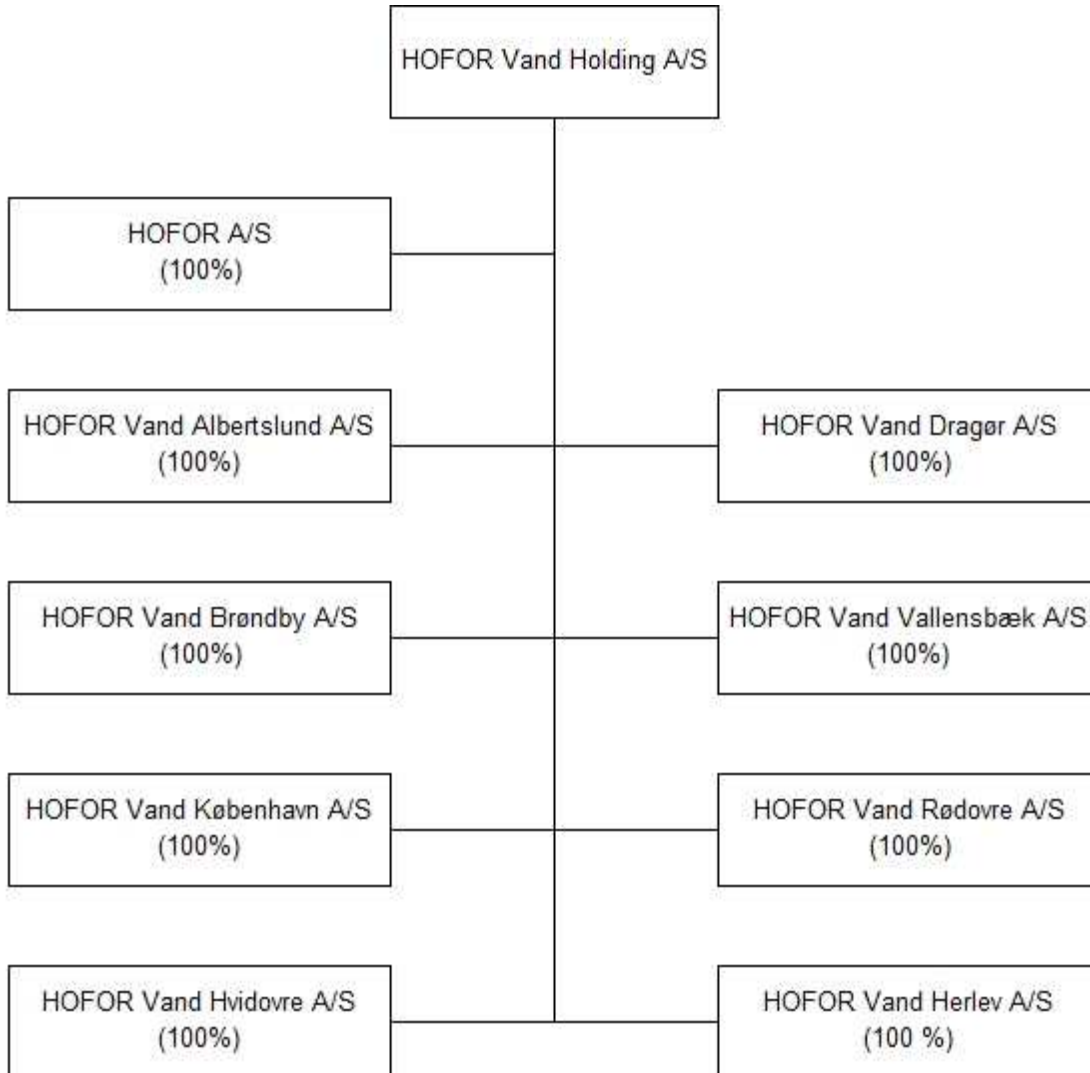 HOFOR Vand Holding A/S
HOFOR A/S
(100%)
HOFOR Vand Albertslund A/S
(100%)
HOFOR Vand Dragør A/S
(100%)
HOFOR Vand Brøndby A/S
(100%)
HOFOR Vand Vallensbæk A/S
(100%)
HOFOR Vand København A/S
(100%)
HOFOR Vand Rødovre A/S
(100%)
HOFOR Vand Hvidovre A/S
(100%)
HOFOR Vand Herlev A/S
(100 %)